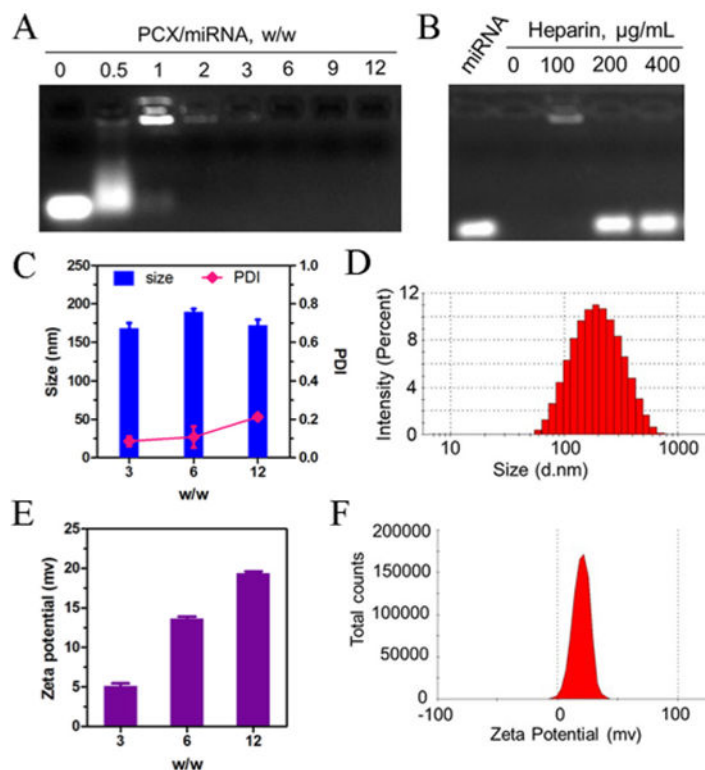 A
PCX/miRNA, w/w
0 0.5 1 2 3 6 9 12
B
miRNA
Heparin, µg/mL
0 100 200 400
C
size PDI
250
200
150
100
50
0
Size (nm)
1.0
0.8
0.6
0.4
0.2
0.0
PDI
3 6 12
w/w
D
12
8
4
0
Intensity (Percent)
10 100 1000
Size (d.nm)
E
25
20
15
10
5
0
Zeta potential (mv)
3 6 12
w/w
F
200000
150000
100000
50000
0
Total counts
-100 0 100
Zeta Potential (mv)